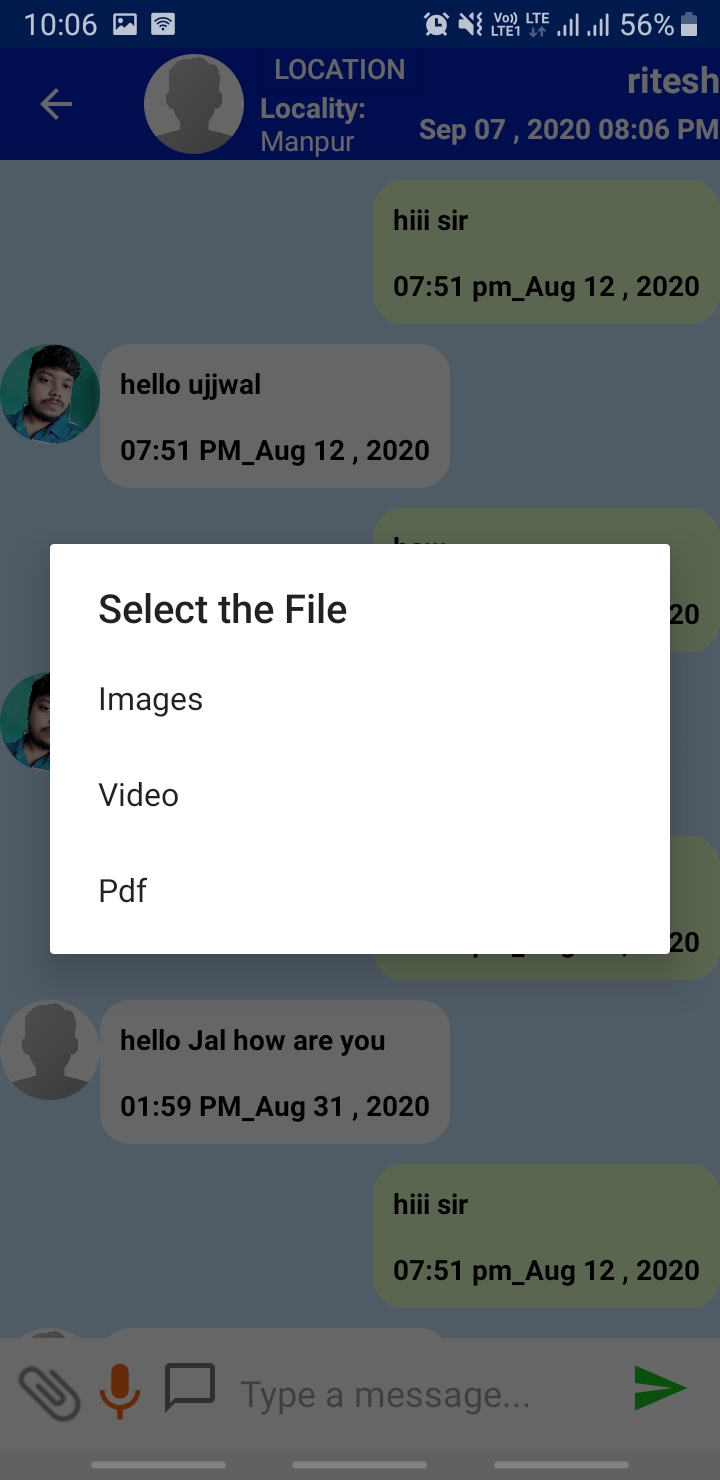 10:06 Vo)) LTE LTE1 56%
LOCATION
ritesh
Locality:
Manpur
Sep 07 , 2020 08:06 PM
hiii sir
07:51 pm_Aug 12 , 2020
hello ujjwal
07:51 PM_Aug 12 , 2020
20
Select the File
Images
Video
Pdf
20
hello Jal how are you
01:59 PM_Aug 31 , 2020
hiii sir
07:51 pm_Aug 12 , 2020
Type a message...